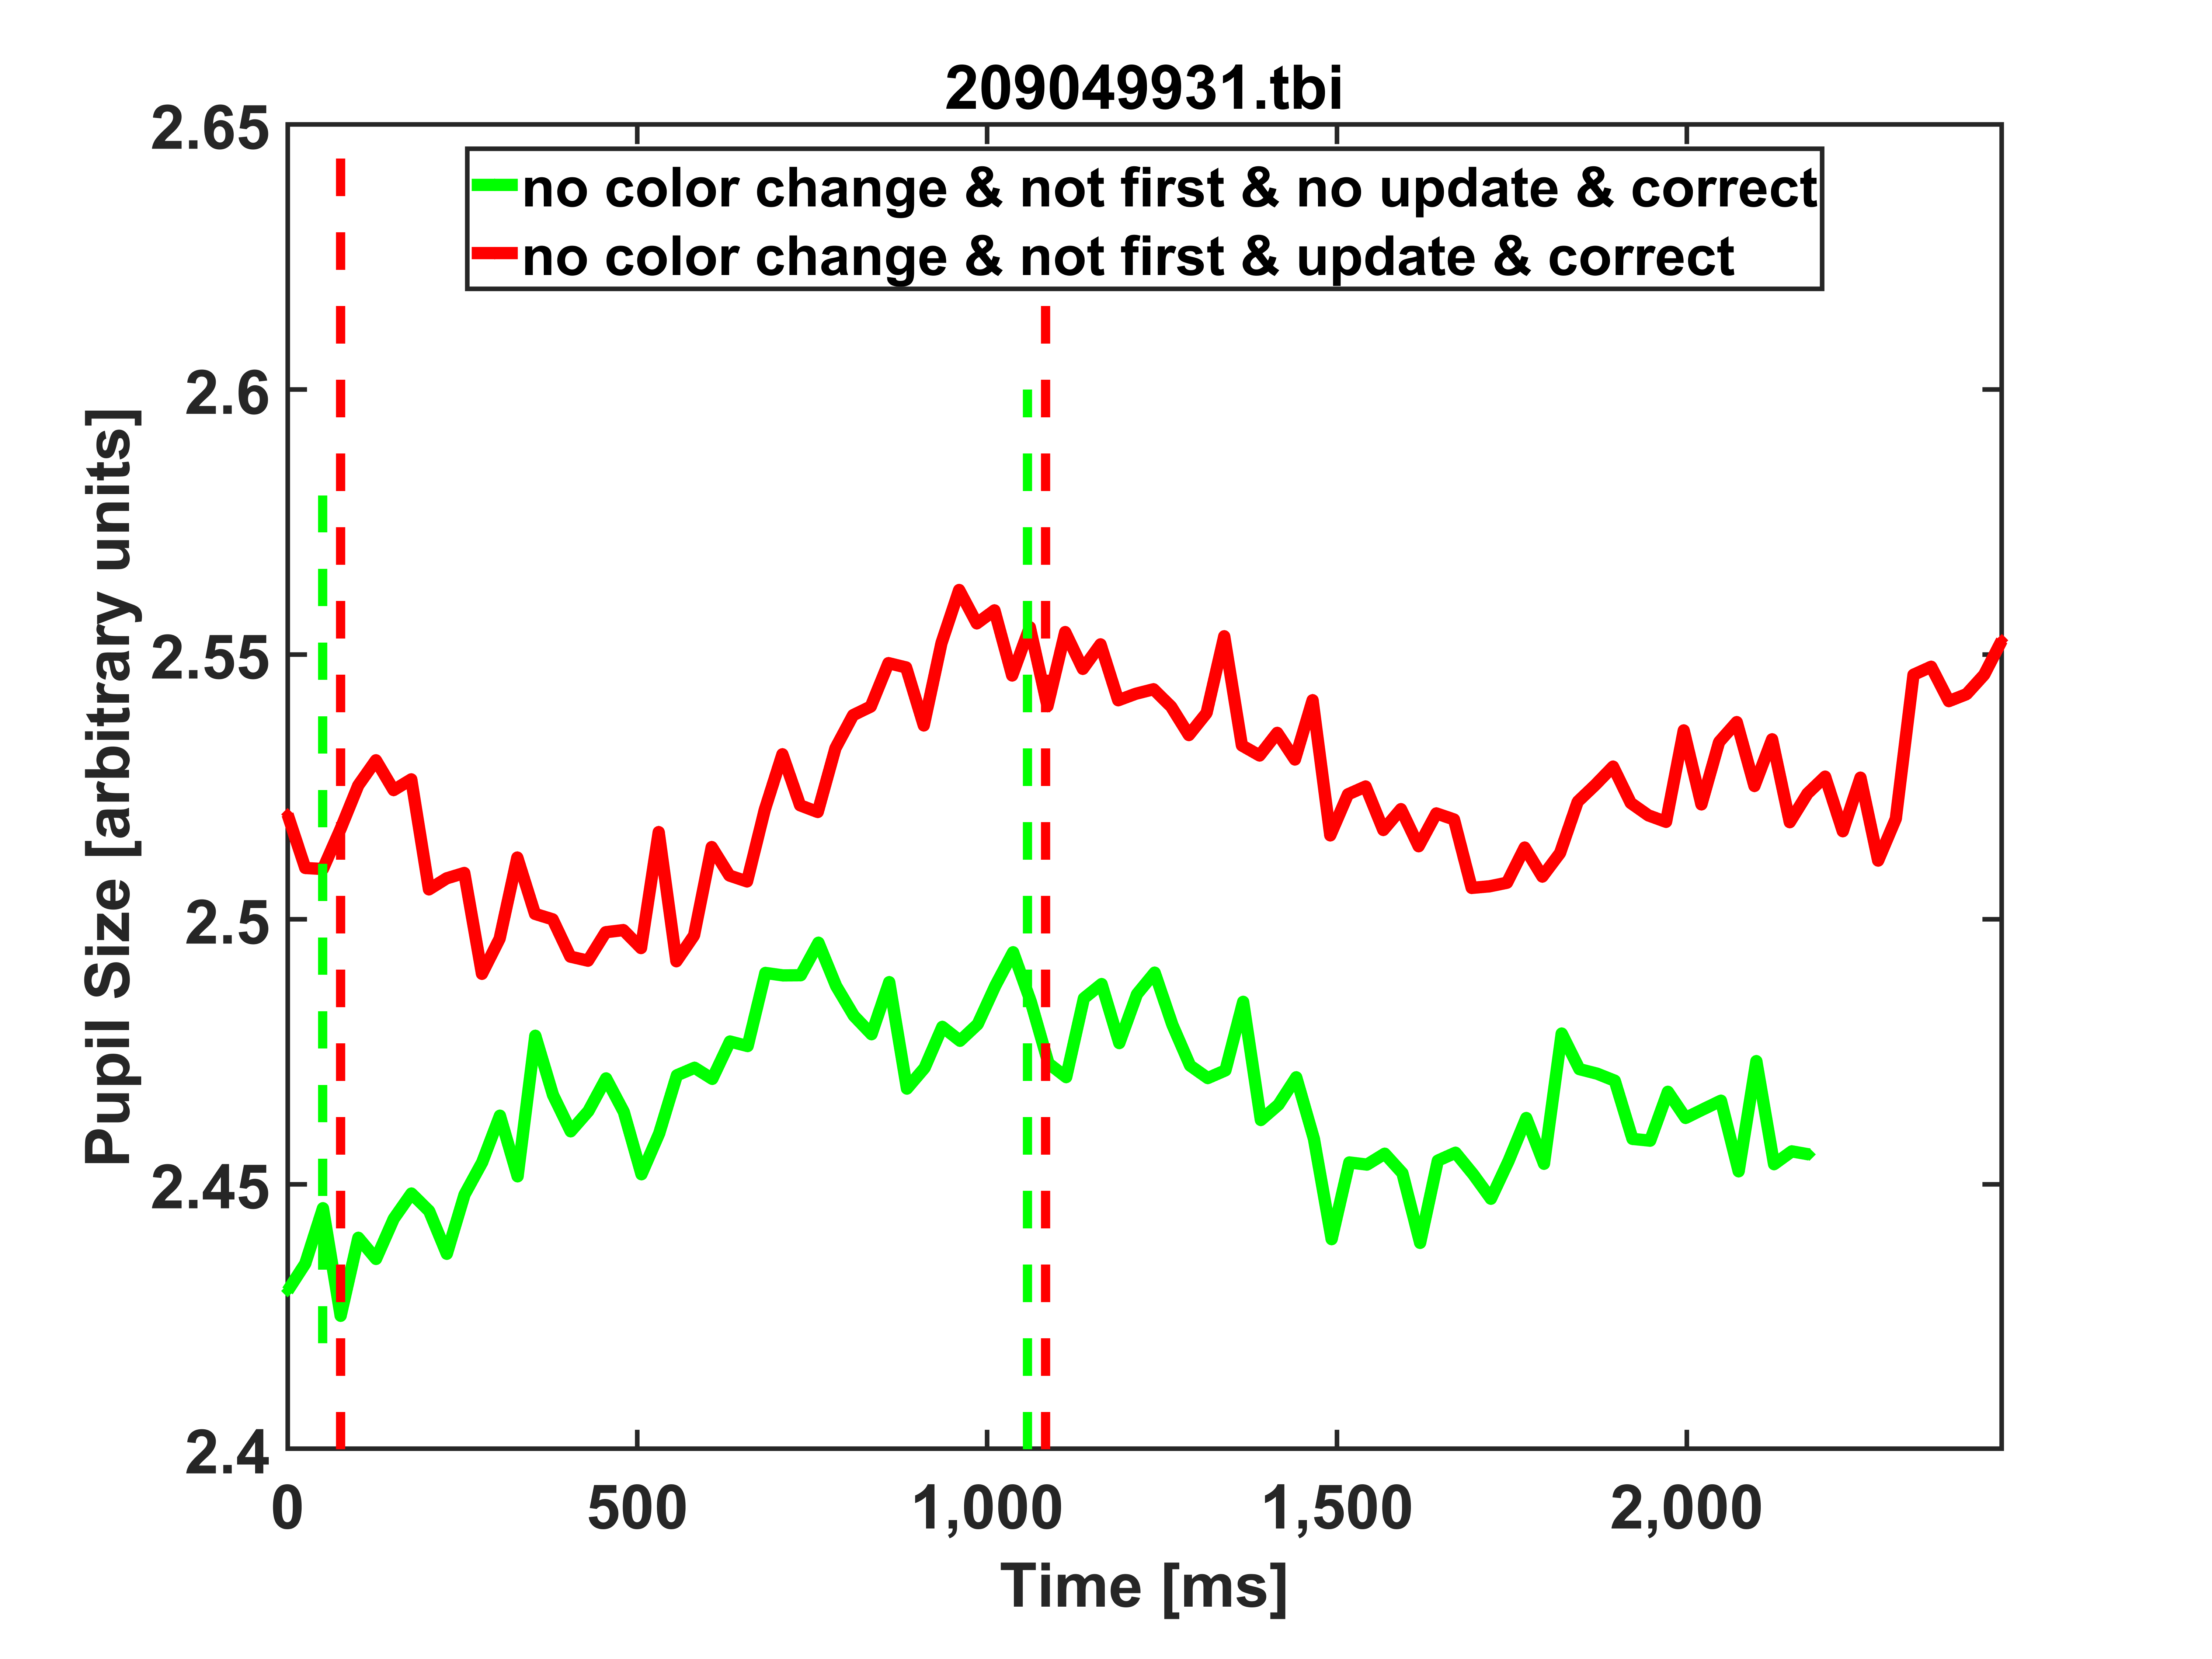 209049931.tbi
2.65
2.6
2.55
2.5
2.45
2.4
Pupil Size [arbitrary units]
no color change & not first & no update & correct
no color change & not first & update & correct
0 500 1,000 1,500 2,000
Time [ms]